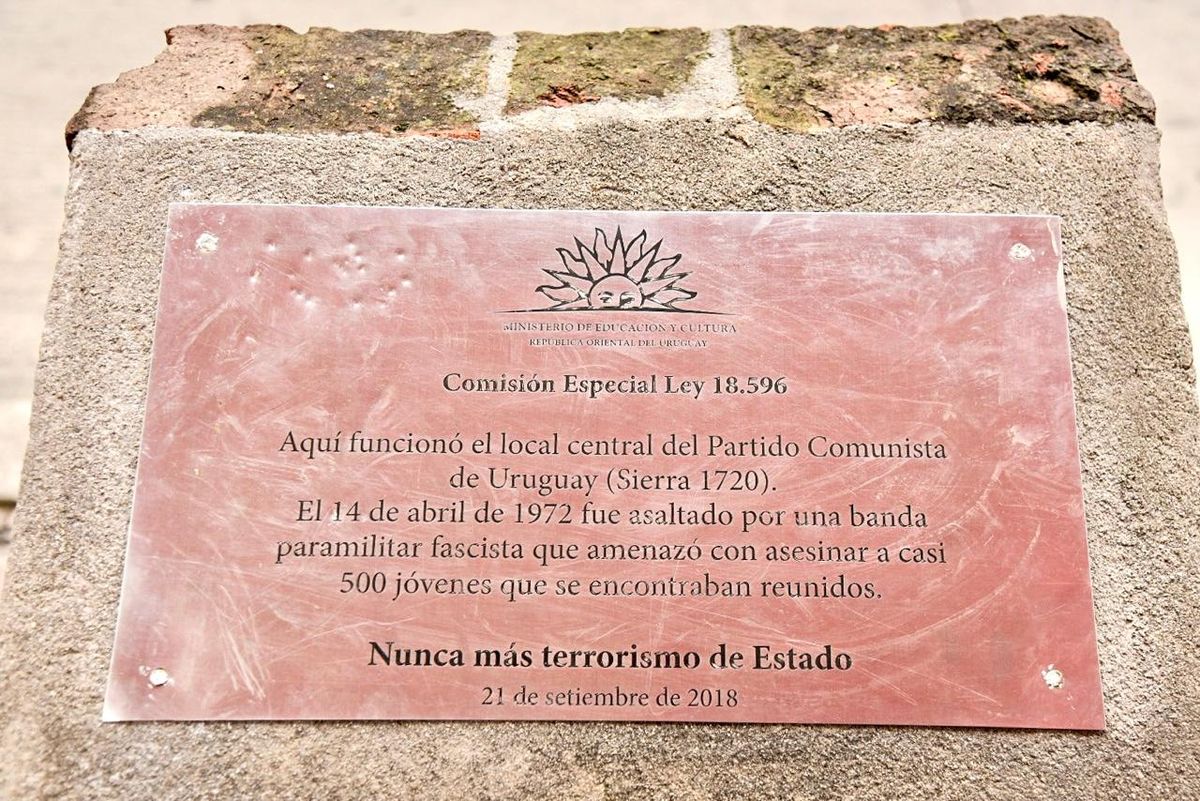 MINISTERIO DE EDUCACIÓN Y CULTURA
REPÚBLICA ORIENTAL DEL URUGUAY
Comisión Especial Ley 18.596
Aquí funcionó el local central del Partido Comunista
de Uruguay (Sierra 1720).
El 14 de abril de 1972 fue asaltado por una banda
paramilitar fascista que amenazó con asesinar a casi
500 jóvenes que se encontraban reunidos.
Nunca más terrorismo de Estado
21 de setiembre de 2018